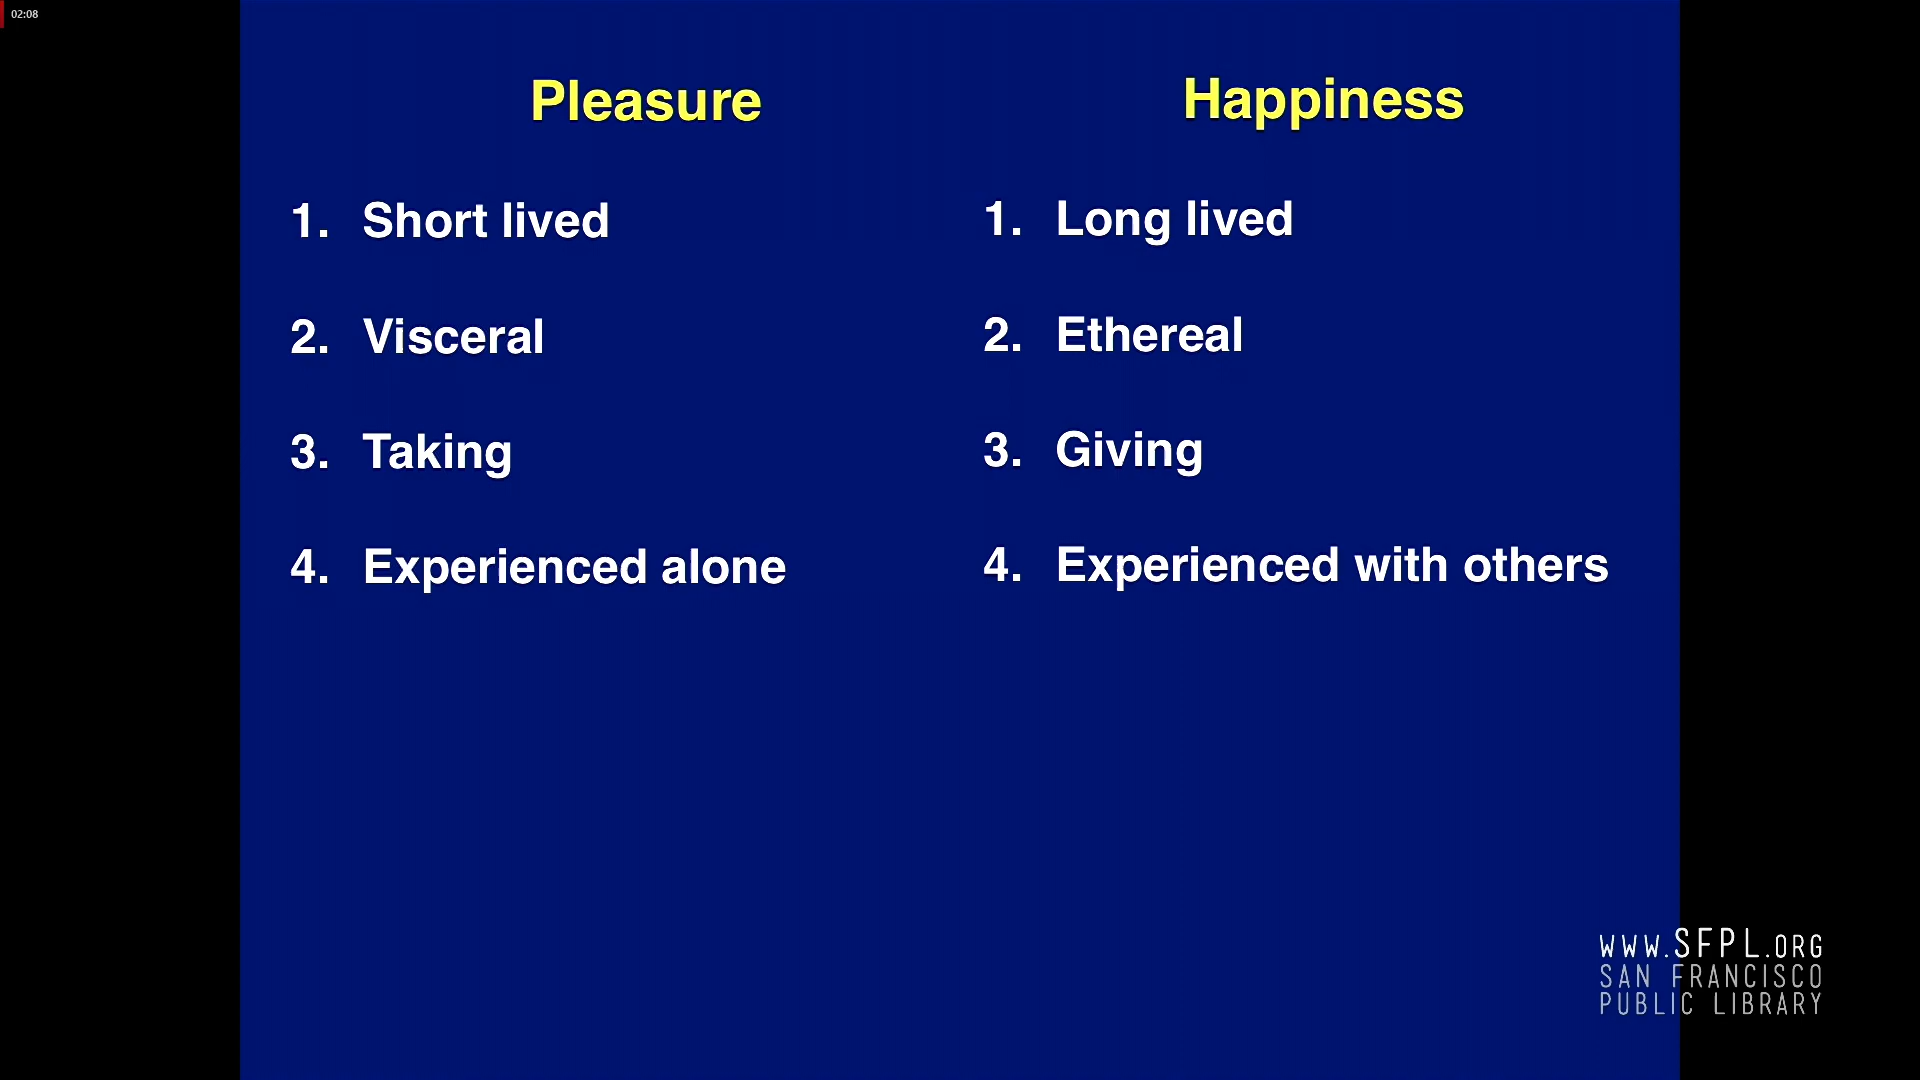 02:08
Pleasure
1. Short lived
2. Visceral
3. Taking
4. Experienced alone
Happiness
1. Long lived
2. Ethereal
3. Giving
4. Experienced with others
WWW.SFPL.ORG
SAN FRANCISCO
PUBLIC LIBRARY